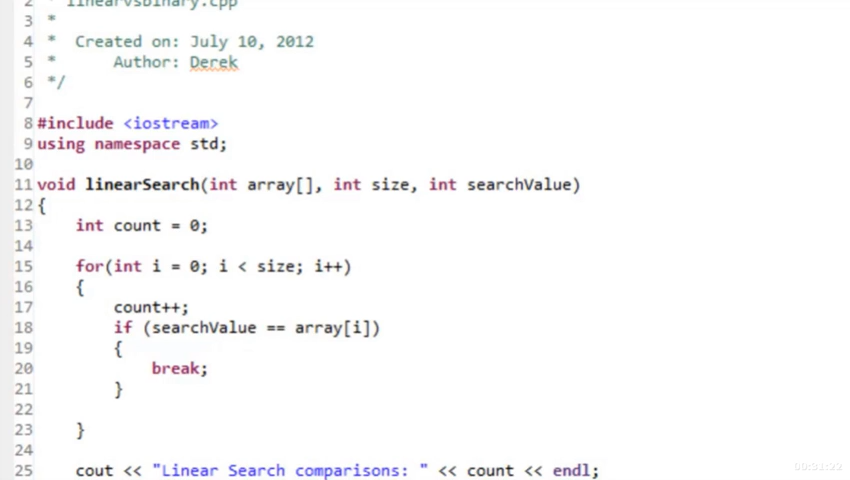 2 * linearvsbinary.cpp
3 *
4 *  Created on: July 10, 2012
5 *      Author: Derek
6 */
7
8 #include <iostream>
9 using namespace std;
10
11 void linearSearch(int array[], int size, int searchValue)
12 {
13     int count = 0;
14
15     for(int i = 0; i < size; i++)
16     {
17         count++;
18         if (searchValue == array[i])
19         {
20             break;
21         }
22
23     }
24
25     cout << "Linear Search comparisons: " << count << endl;